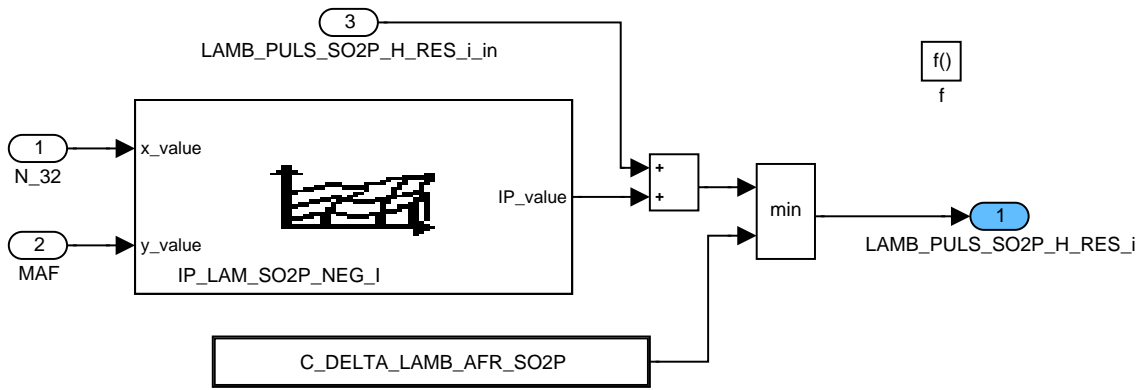 3
LAMB_PULS_SO2P_H_RES_i_in
f()
f
1
N_32
x_value
IP_value
+
+
min
1
LAMB_PULS_SO2P_H_RES_i
2
MAF
y_value
IP_LAM_SO2P_NEG_I
C_DELTA_LAMB_AFR_SO2P